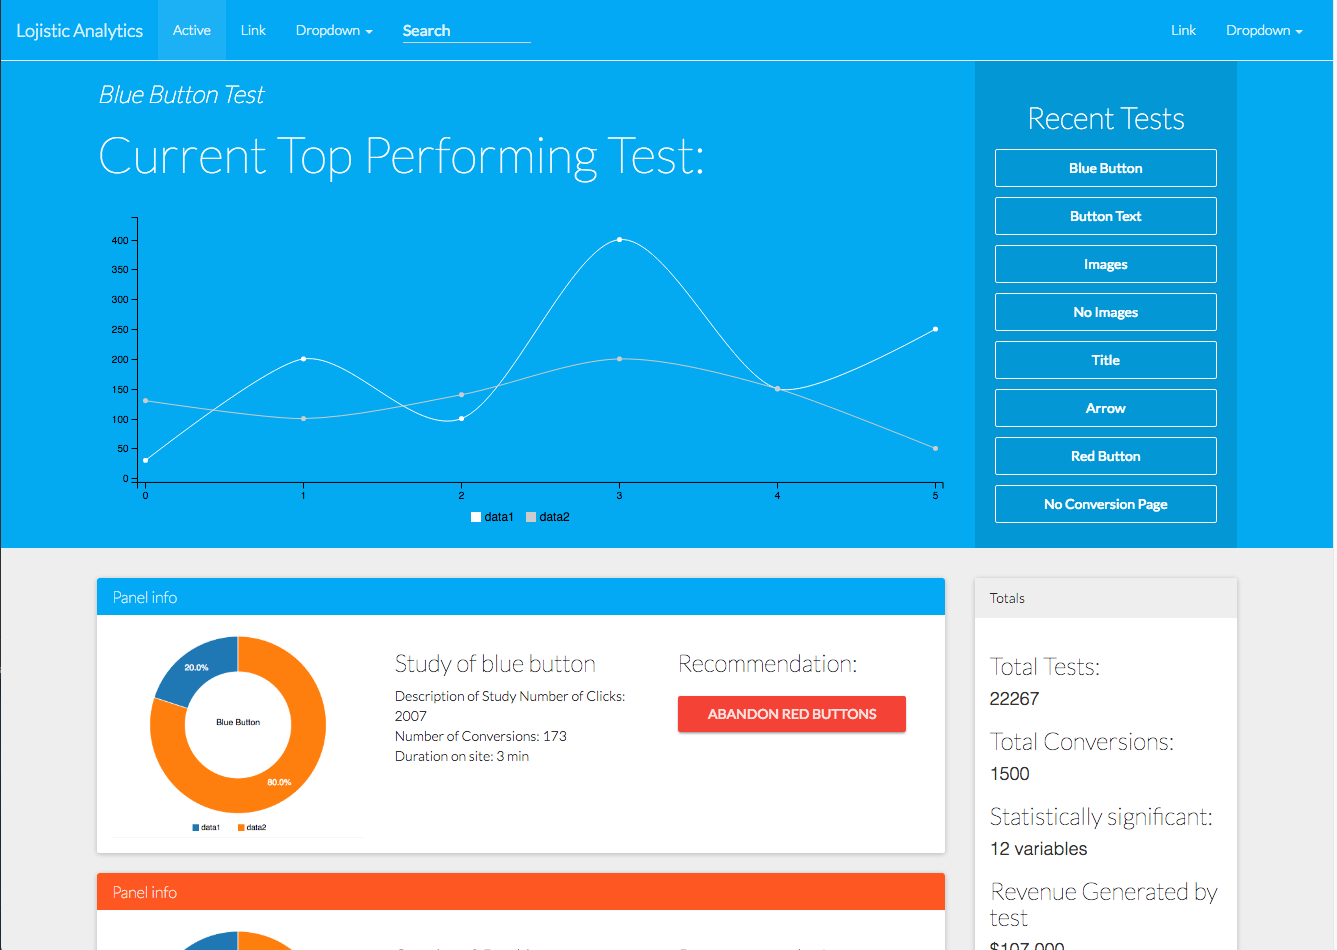 Lojistic Analytics
Active
Link
Dropdown
Search
Link
Dropdown
Blue Button Test
Current Top Performing Test:
400
350
300
250
200
150
100
50
0
0 1 2 3 4 5
data1 data2
Recent Tests
Blue Button
Button Text
Images
No Images
Title
Arrow
Red Button
No Conversion Page
Panel info
20.0%
Blue Button
80.0%
data1 data2
Study of blue button
Description of Study Number of Clicks:
2007
Number of Conversions: 173
Duration on site: 3 min
Recommendation:
ABANDON RED BUTTONS
Totals
Total Tests:
22267
Total Conversions:
1500
Statistically significant:
12 variables
Revenue Generated by
test
$107,000
Panel info